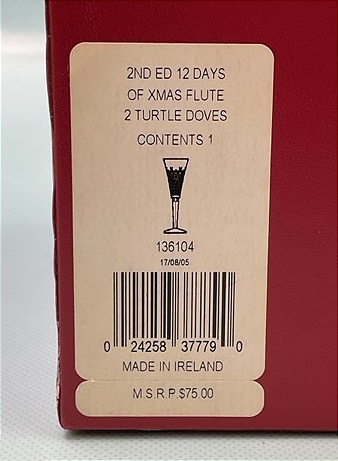 2ND ED 12 DAYS
OF XMAS FLUTE
2 TURTLE DOVES
CONTENTS 1
136104
17/08/05
0 24258 37779 0
MADE IN IRELAND
M.S.R.P.$75.00